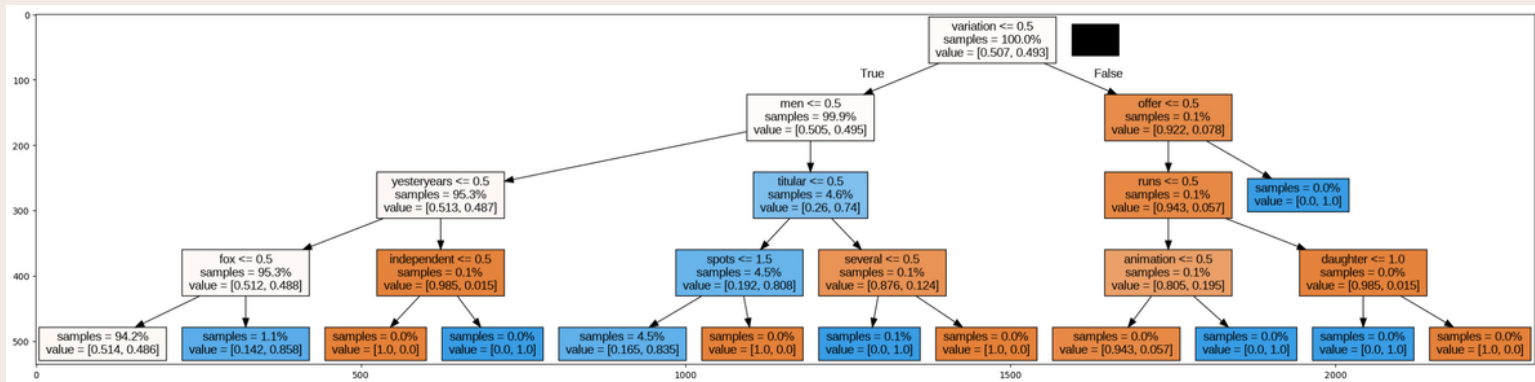 0
variation <= 0.5
samples = 100.0%
value = [0.507, 0.493]
True
False
100
men <= 0.5
samples = 99.9%
value = [0.505, 0.495]
offer <= 0.5
samples = 0.1%
value = [0.922, 0.078]
200
yesteryears <= 0.5
samples = 95.3%
value = [0.513, 0.487]
titular <= 0.5
samples = 4.6%
value = [0.26, 0.74]
runs <= 0.5
samples = 0.1%
value = [0.943, 0.057]
samples = 0.0%
value = [0.0, 1.0]
300
fox <= 0.5
samples = 95.3%
value = [0.512, 0.488]
independent <= 0.5
samples = 0.1%
value = [0.985, 0.015]
spots <= 1.5
samples = 4.5%
value = [0.192, 0.808]
several <= 0.5
samples = 0.1%
value = [0.876, 0.124]
animation <= 0.5
samples = 0.1%
value = [0.805, 0.195]
daughter <= 1.0
samples = 0.0%
value = [0.985, 0.015]
400
samples = 94.2%
value = [0.514, 0.486]
samples = 1.1%
value = [0.142, 0.858]
samples = 0.0%
value = [1.0, 0.0]
samples = 0.0%
value = [0.0, 1.0]
samples = 4.5%
value = [0.165, 0.835]
samples = 0.0%
value = [1.0, 0.0]
samples = 0.1%
value = [0.0, 1.0]
samples = 0.0%
value = [1.0, 0.0]
samples = 0.0%
value = [0.943, 0.057]
samples = 0.0%
value = [0.0, 1.0]
samples = 0.0%
value = [0.0, 1.0]
samples = 0.0%
value = [1.0, 0.0]
500
0
500
1000
1500
2000